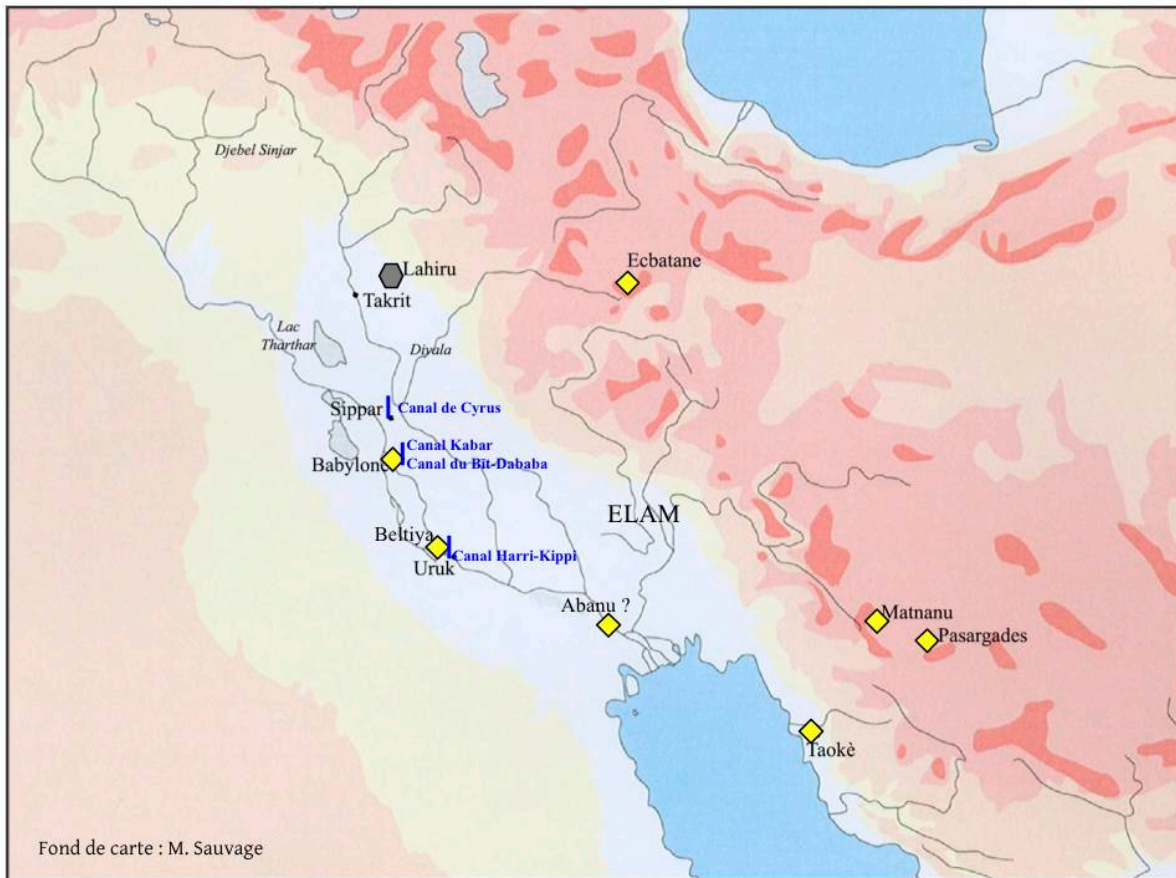 Djebel Sinjar
Ecbatane
Lahiru
Takrit
Lac
Tharthar
Diyala
Sippar
Canal de Cyrus
Canal Kabar
Babylone
Canal du Bit-Dababa
ELAM
Beltiya
Canal Harri-Kippi
Uruk
Abanu ?
Matnanu
Pasargades
Taokè
Fond de carte : M. Sauvage